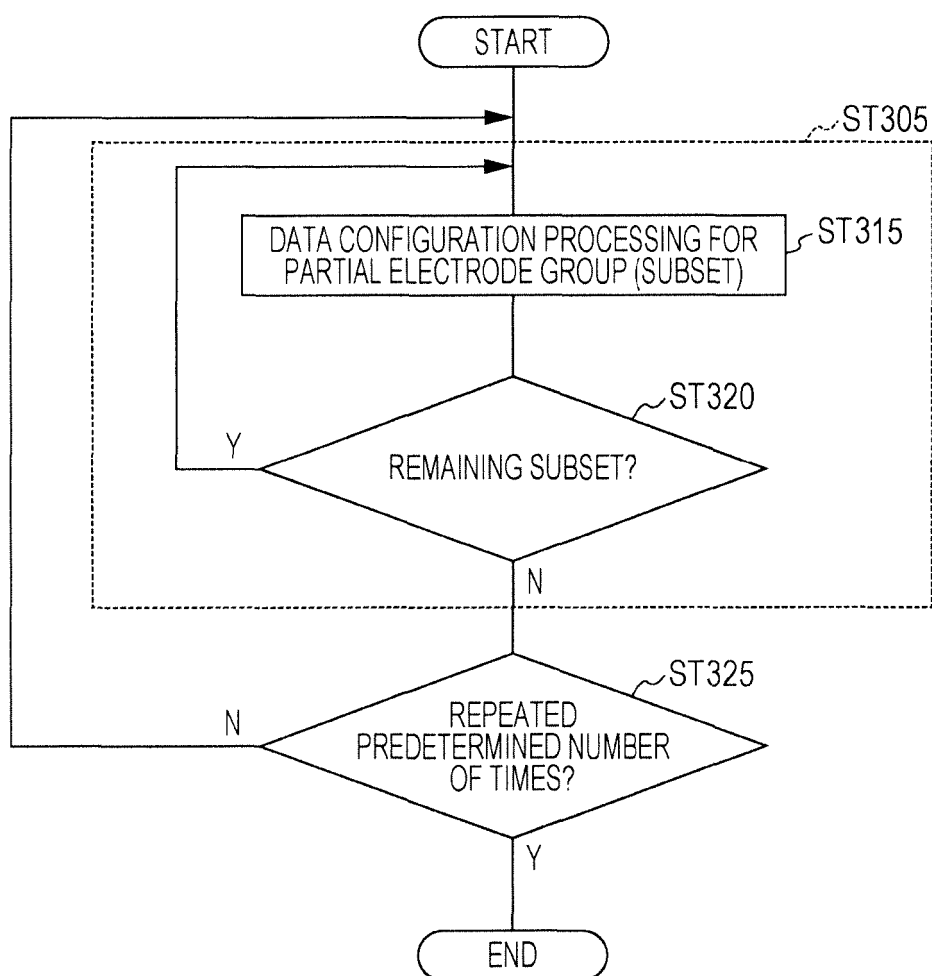 START
ST305
DATA CONFIGURATION PROCESSING FOR
PARTIAL ELECTRODE GROUP (SUBSET)
ST315
ST320
Y
REMAINING SUBSET?
N
ST325
N
REPEATED
PREDETERMINED NUMBER
OF TIMES?
Y
END